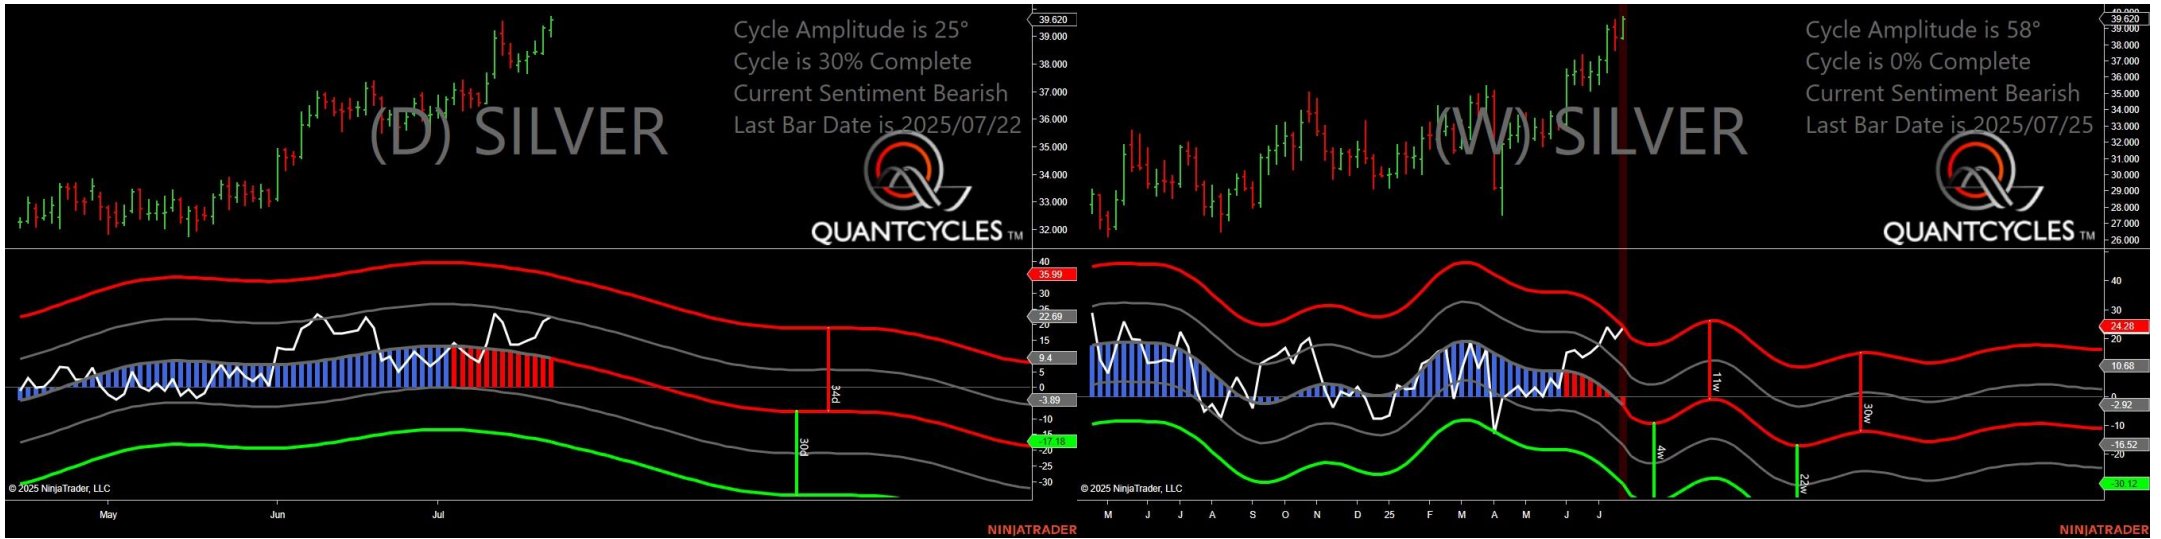 Cycle Amplitude is 25°
Cycle is 30% Complete
Current Sentiment Bearish
Last Bar Date is 2025/07/22
(D) SILVER
QUANTCYCLES TM
39.620
39.000
38.000
37.000
36.000
35.000
34.000
33.000
32.000
40
35.99
30
25
22.69
20
15
9.4
5
0
-3.89
-10
-15
-17.18
-20
-25
-30
34d
30d
© 2025 NinjaTrader, LLC
May
Jun
Jul
NINJATRADER
Cycle Amplitude is 58°
Cycle is 0% Complete
Current Sentiment Bearish
Last Bar Date is 2025/07/25
(W) SILVER
QUANTCYCLES TM
40.000
39.620
39.000
38.000
37.000
36.000
35.000
34.000
33.000
32.000
31.000
30.000
29.000
28.000
27.000
26.000
40
30
24.28
20
10.68
0
-2.92
-10
-16.52
-20
-30.12
11w
30w
4w
22w
© 2025 NinjaTrader, LLC
M
J
J
A
S
O
N
D
25
F
M
A
M
J
J
NINJATRADER